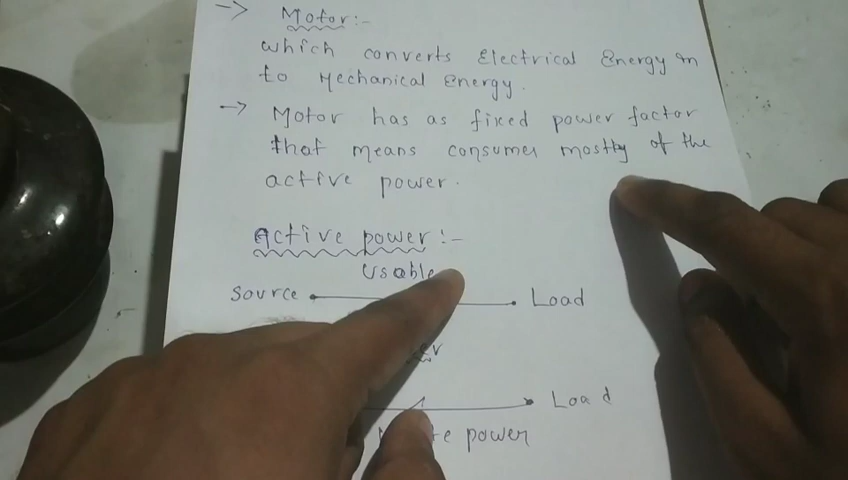 → Motor:-
which converts Electrical Energy in
to Mechanical Energy.
→ Motor has as fixed power factor
that means consumes mostly of the
active power.
Active power:-
Usable
Source Load
Load
power